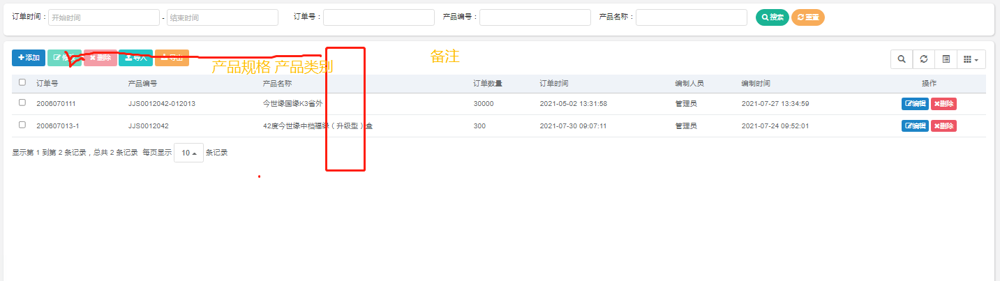 订单时间： 开始时间 - 结束时间 订单号： 产品编号： 产品名称： 搜索 重置
添加 修改 删除 导入 导出
产品规格 产品类别 备注
订单号 产品编号 产品名称 订单数量 订单时间 编制人员 编制时间 操作
2006070111 JJS0012042-012013 今世缘国缘K3省外 30000 2021-05-02 13:31:58 管理员 2021-07-27 13:34:59 编辑 删除
200607013-1 JJS0012042 42度今世缘中档福缘（升级型）盒 300 2021-07-30 09:07:11 管理员 2021-07-24 09:52:01 编辑 删除
显示第 1 到第 2 条记录，总共 2 条记录 每页显示 10 条记录